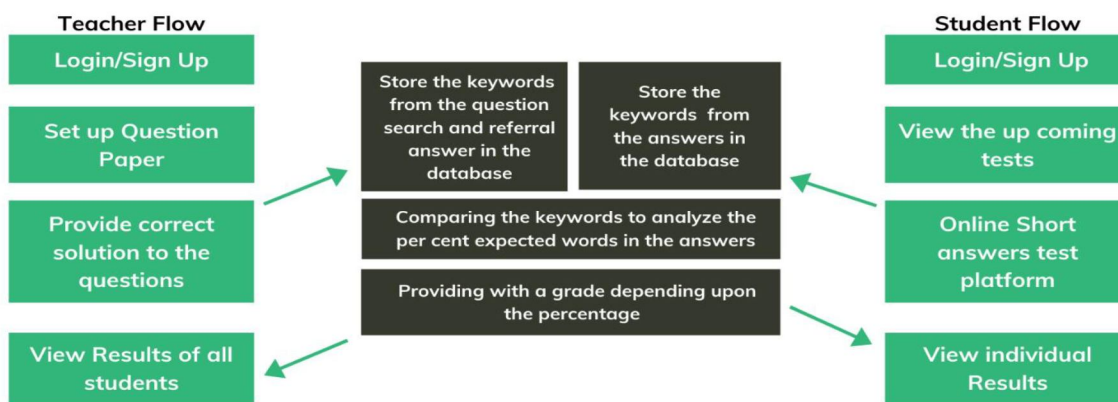 Teacher Flow
Login/Sign Up
Set up Question
Paper
Provide correct
solution to the
questions
View Results of all
students
Store the keywords
from the question
search and referral
answer in the
database
Store the
keywords from
the answers in
the database
Comparing the keywords to analyze the
per cent expected words in the answers
Providing with a grade depending upon
the percentage
Student Flow
Login/Sign Up
View the up coming
tests
Online Short
answers test
platform
View individual
Results